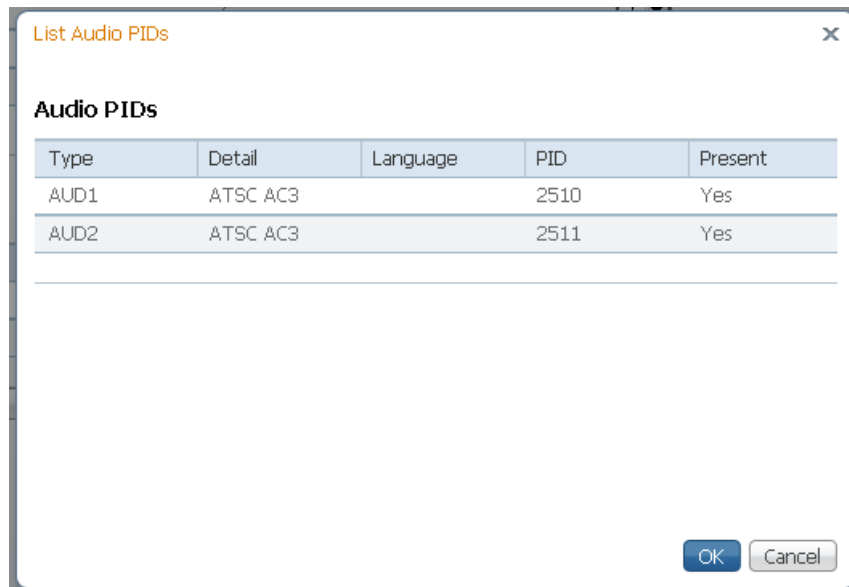 List Audio PIDs
Audio PIDs
Type Detail Language PID Present
AUD1 ATSC AC3 2510 Yes
AUD2 ATSC AC3 2511 Yes
OK Cancel